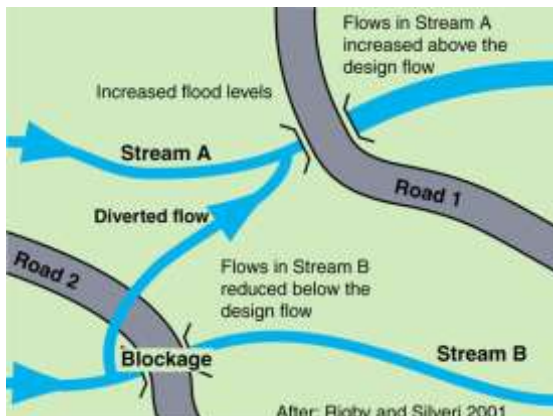 Flows in Stream A
increased above the
design flow
Increased flood levels
Stream A
Road 1
Diverted flow
Road 2
Flows in Stream B
reduced below the
design flow
Blockage
Stream B
After: Rigby and Silveri 2001